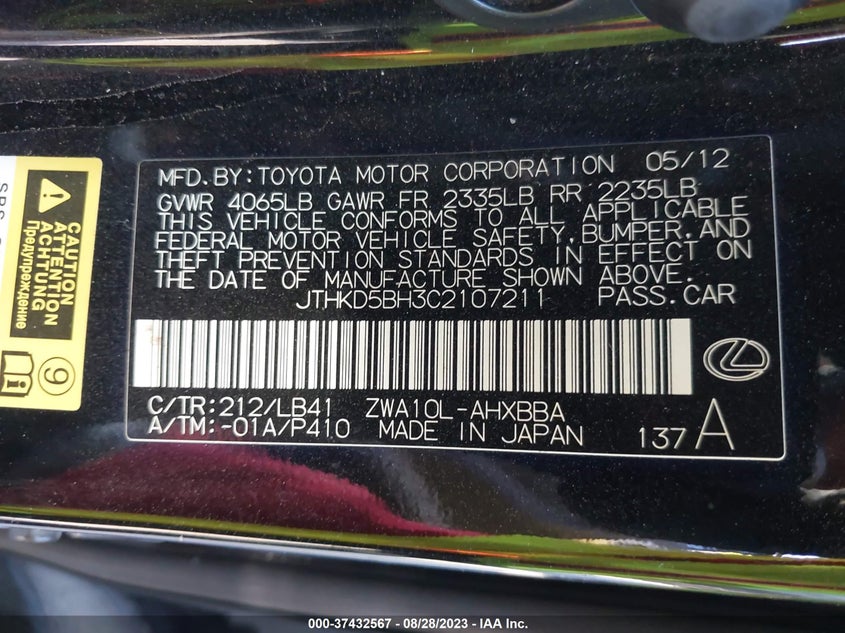 MFD. BY: TOYOTA MOTOR CORPORATION 05/12
GVWR 4065LB GAWR FR 2335LB RR 2235LB
THIS VEHICLE CONFORMS TO ALL APPLICABLE
FEDERAL MOTOR VEHICLE SAFETY, BUMPER, AND
THEFT PREVENTION STANDARDS IN EFFECT ON
THE DATE OF MANUFACTURE SHOWN ABOVE.
JTHKD5BH3C2107211 PASS. CAR
C/TR: 212/LB41 ZWA10L-AHXBBA
A/TM: -01A/P410 MADE IN JAPAN 137 A
CAUTION
ATTENTION
ACHTUNG
Предупреждение
9
000-37432567 - 08/28/2023 - © IAA, Inc.